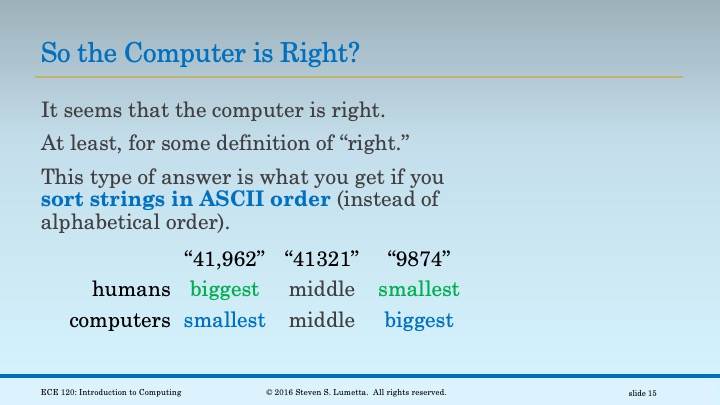 So the Computer is Right?
It seems that the computer is right.
At least, for some definition of “right.”
This type of answer is what you get if you
sort strings in ASCII order (instead of
alphabetical order).
“41,962” “41321” “9874”
humans biggest middle smallest
computers smallest middle biggest
ECE 120: Introduction to Computing © 2016 Steven S. Lumetta. All rights reserved. slide 15